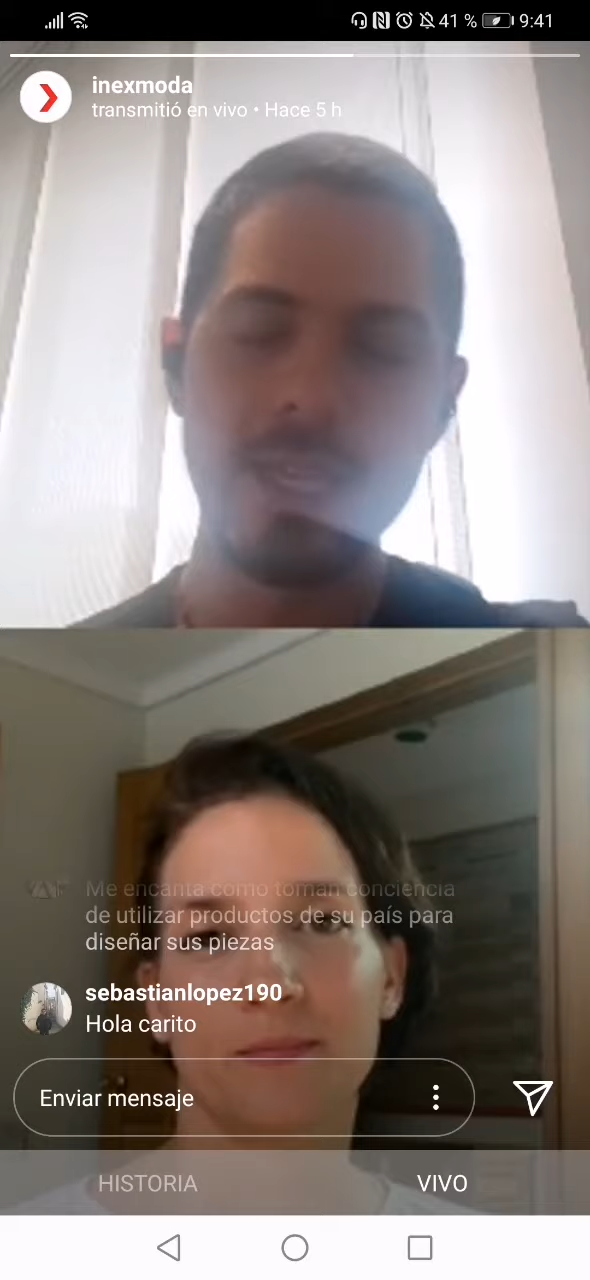 41 % 9:41
inexmoda
transmitió en vivo • Hace 5 h
Me encanta como toman conciencia
de utilizar productos de su país para
diseñar sus piezas
sebastianlopez190
Hola carito
Enviar mensaje
HISTORIA
VIVO